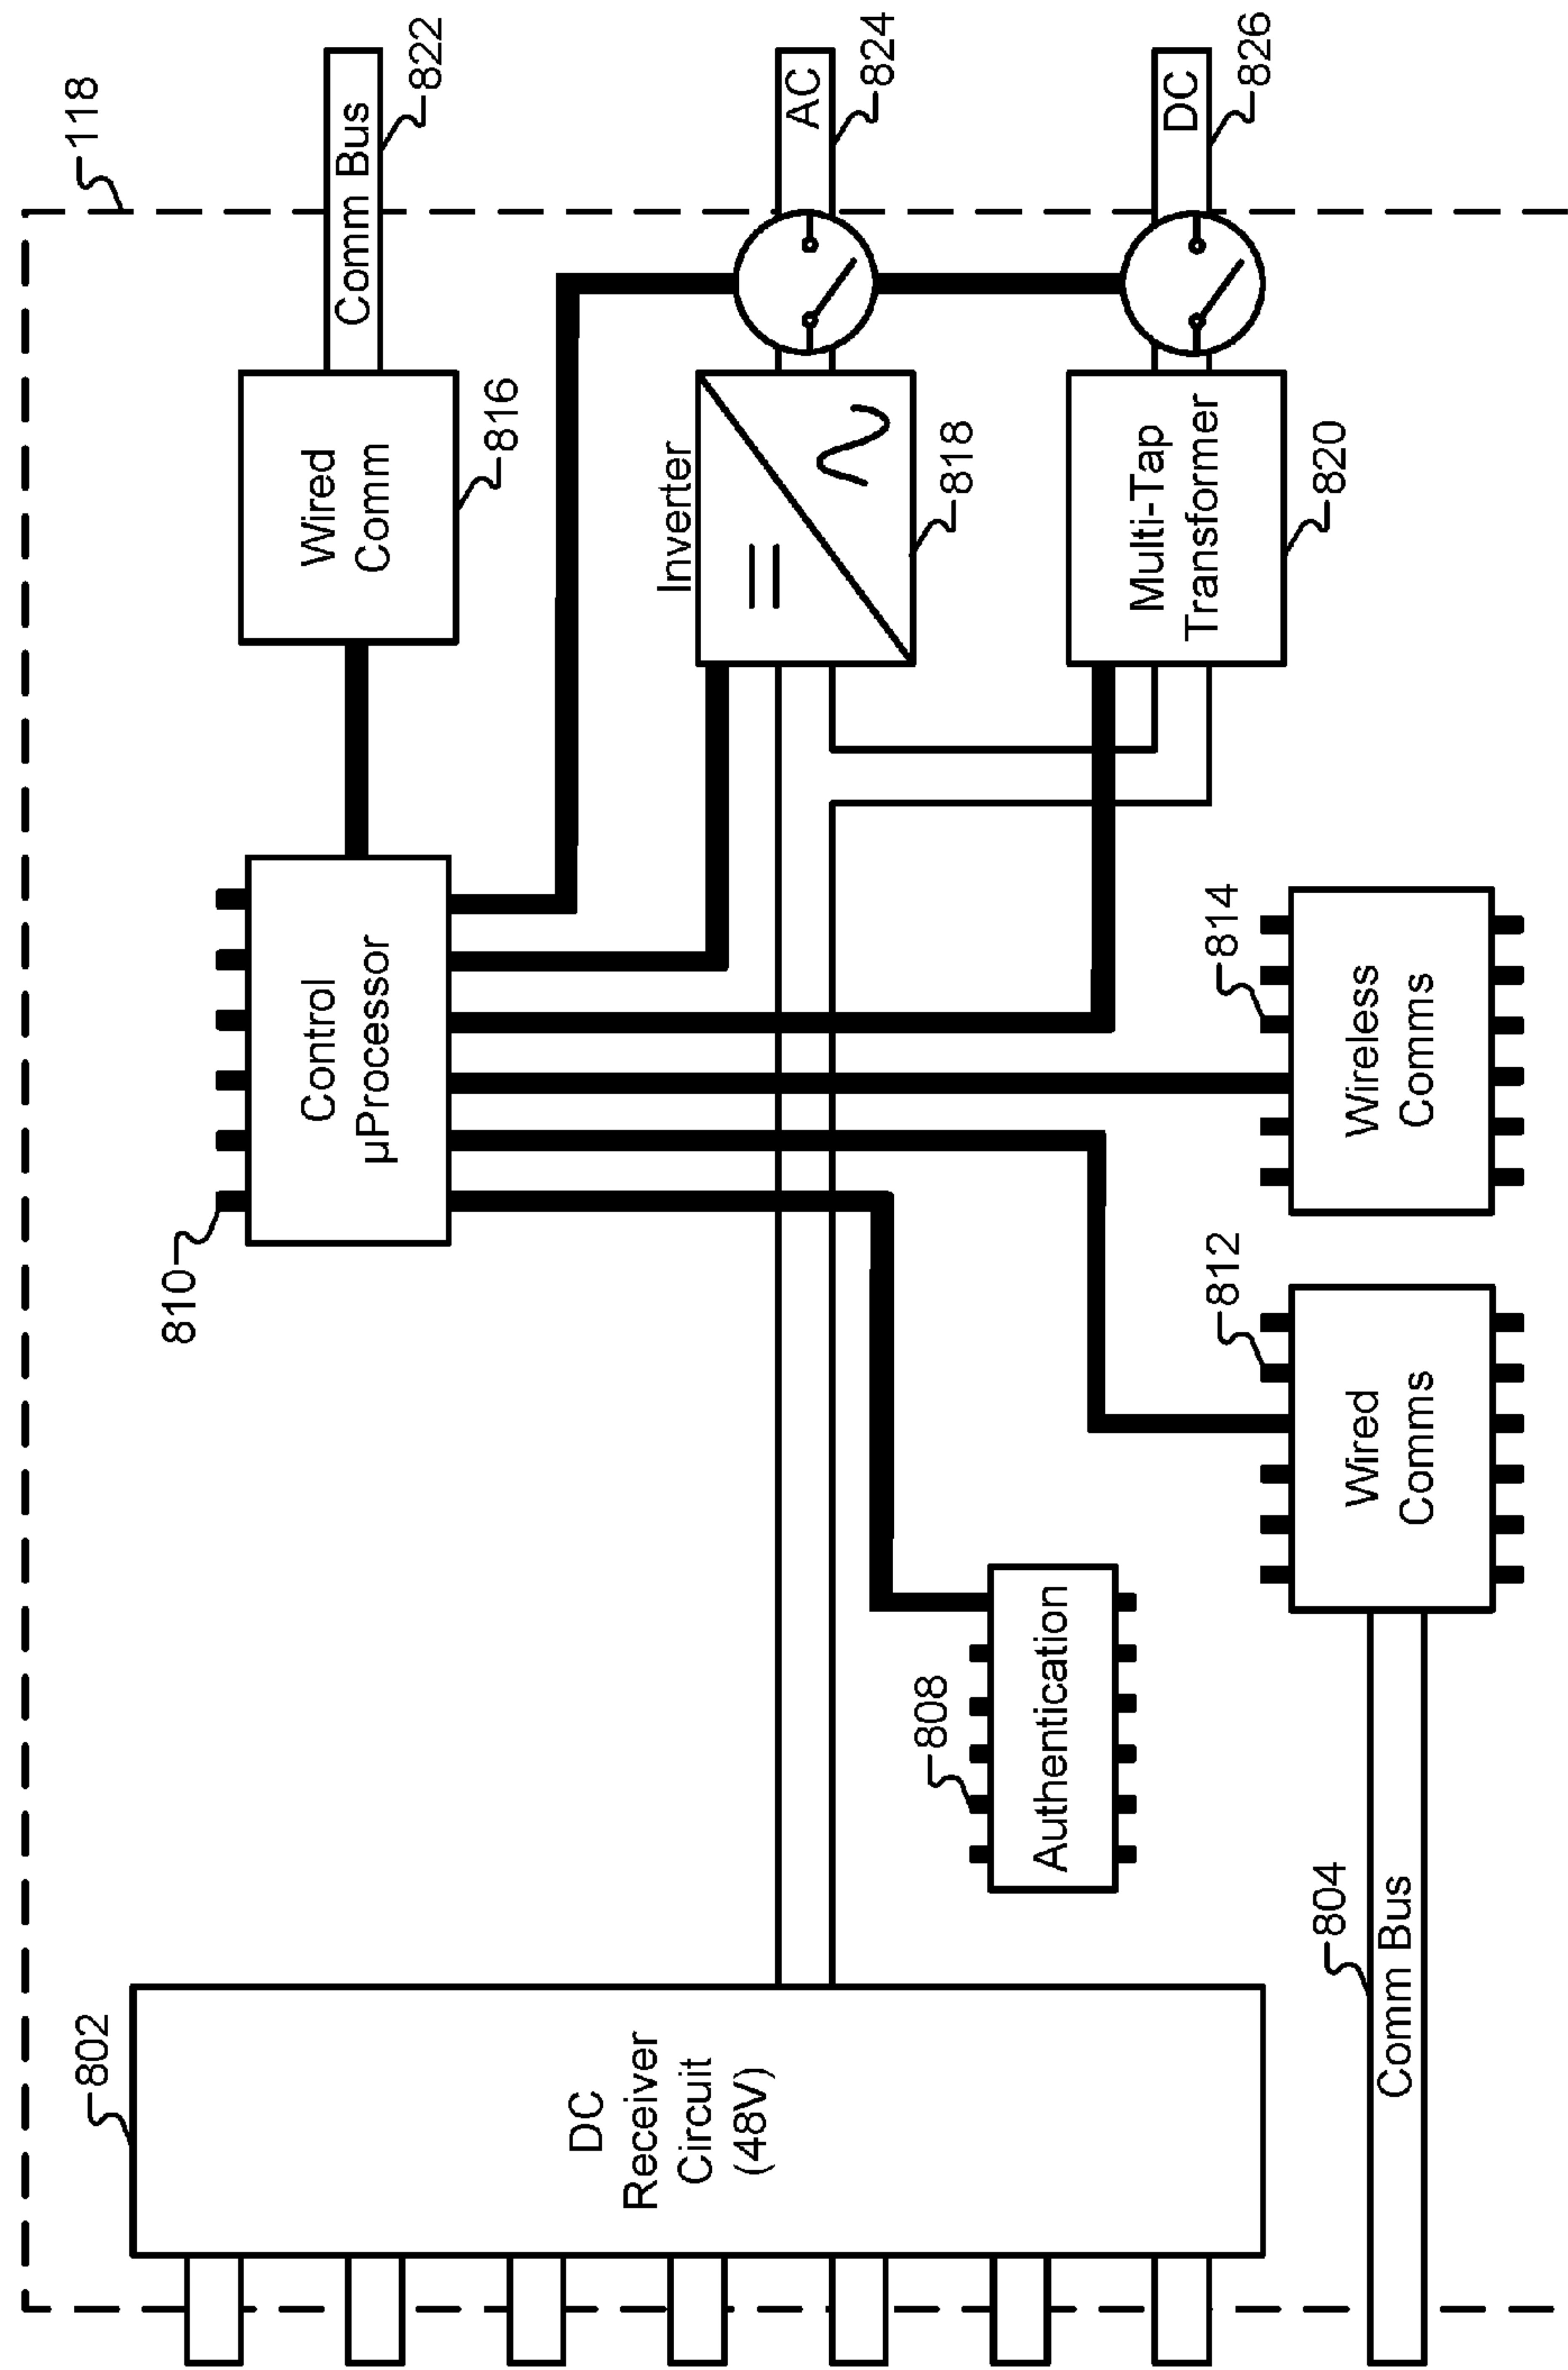 118
802
DC
Receiver
Circuit
(48V)
804
Comm Bus
808
Authentication
810
Control
µProcessor
812
Wired
Comms
814
Wireless
Comms
Wired
Comm
816
Comm Bus
822
Inverter
818
AC
824
Multi-Tap
Transformer
820
DC
826